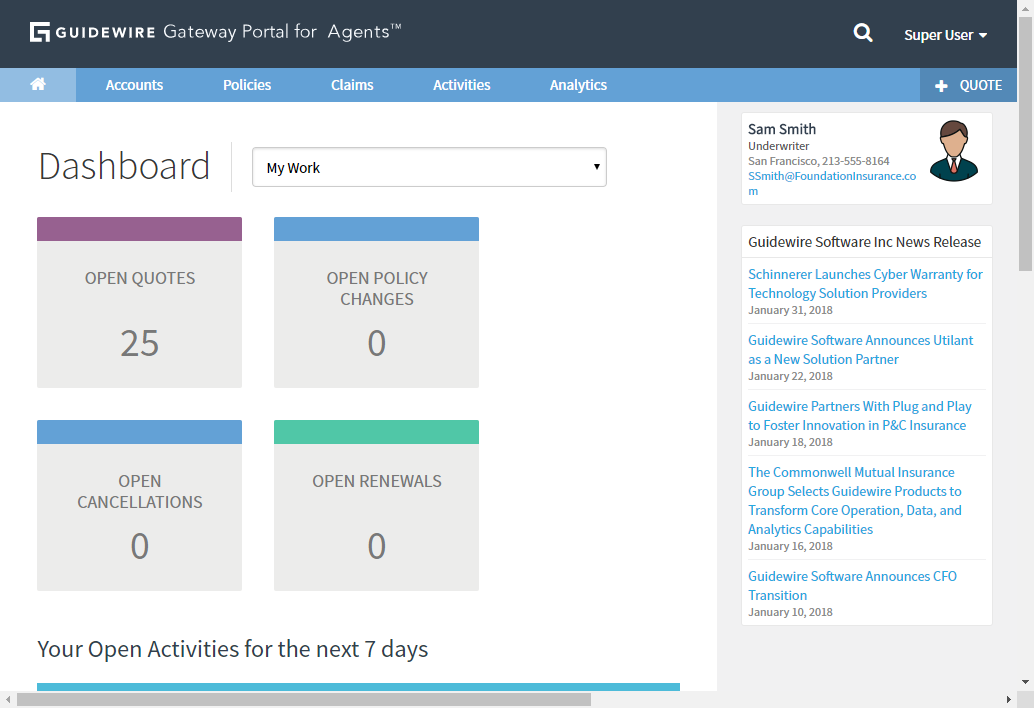 GUIDEWIRE Gateway Portal for Agents™
Super User
Accounts Policies Claims Activities Analytics
QUOTE
Dashboard
My Work
OPEN QUOTES
25
OPEN POLICY
CHANGES
0
OPEN
CANCELLATIONS
0
OPEN RENEWALS
0
Your Open Activities for the next 7 days
Sam Smith
Underwriter
San Francisco, 213-555-8164
SSmith@FoundationInsurance.co
m
Guidewire Software Inc News Release
Schinnerer Launches Cyber Warranty for
Technology Solution Providers
January 31, 2018
Guidewire Software Announces Utilant
as a New Solution Partner
January 22, 2018
Guidewire Partners With Plug and Play
to Foster Innovation in P&C Insurance
January 18, 2018
The Commonwell Mutual Insurance
Group Selects Guidewire Products to
Transform Core Operation, Data, and
Analytics Capabilities
January 16, 2018
Guidewire Software Announces CFO
Transition
January 10, 2018